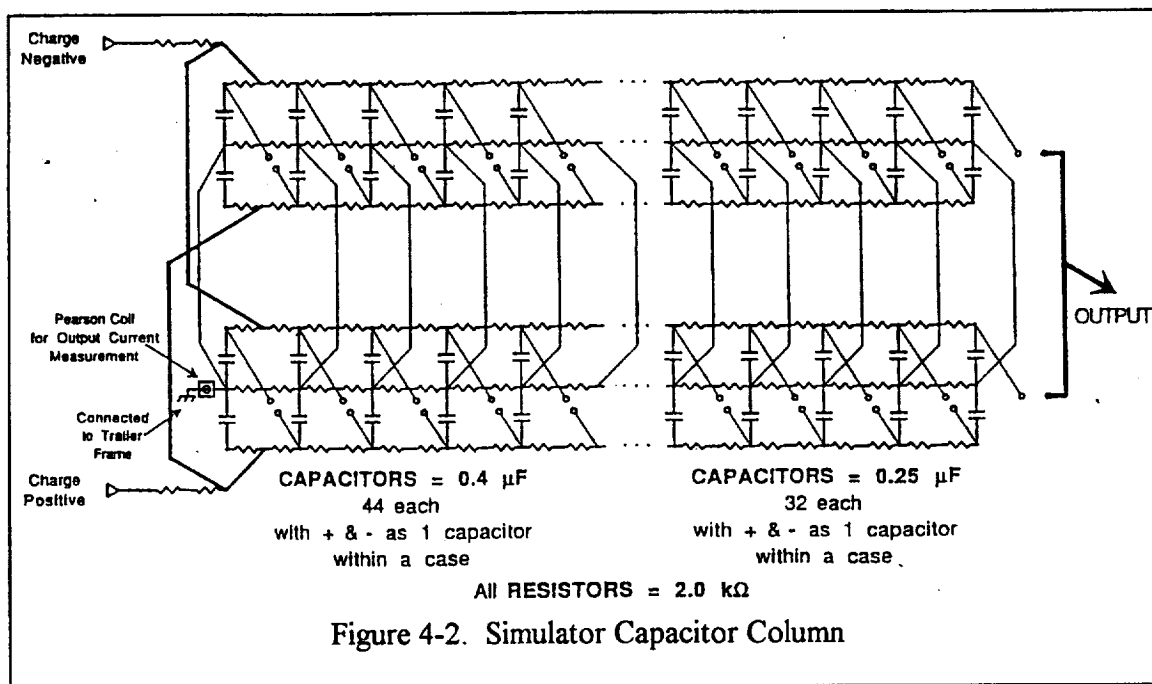 Charge
Negative
Pearson Coil
for Output Current
Measurement
Connected
to Trailer
Frame
Charge
Positive
OUTPUT
CAPACITORS = 0.4 μF
44 each
with + & - as 1 capacitor
within a case
CAPACITORS = 0.25 μF
32 each
with + & - as 1 capacitor
within a case
All RESISTORS = 2.0 kΩ
Figure 4-2. Simulator Capacitor Column